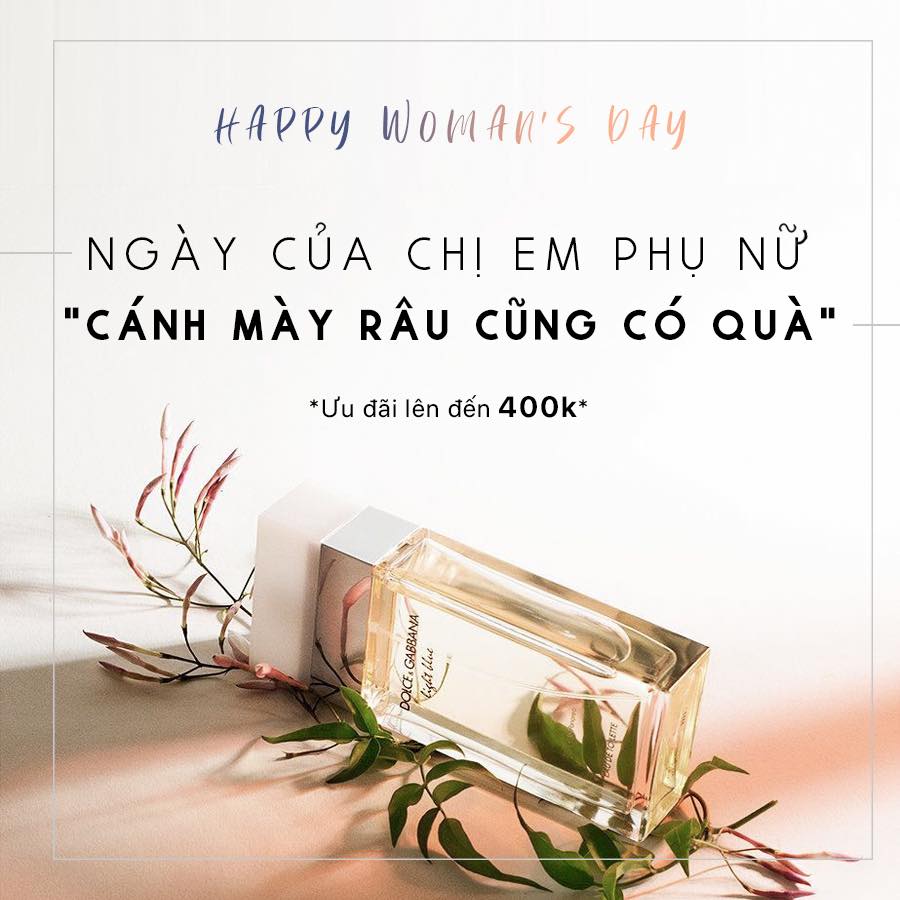 HAPPY WOMAN'S DAY
NGÀY CỦA CHỊ EM PHỤ NỮ
"CÁNH MÀY RÂU CŨNG CÓ QUÀ"
*Ưu đãi lên đến 400k*
DOLCE & GABBANA
light blue
EAU DE TOILETTE